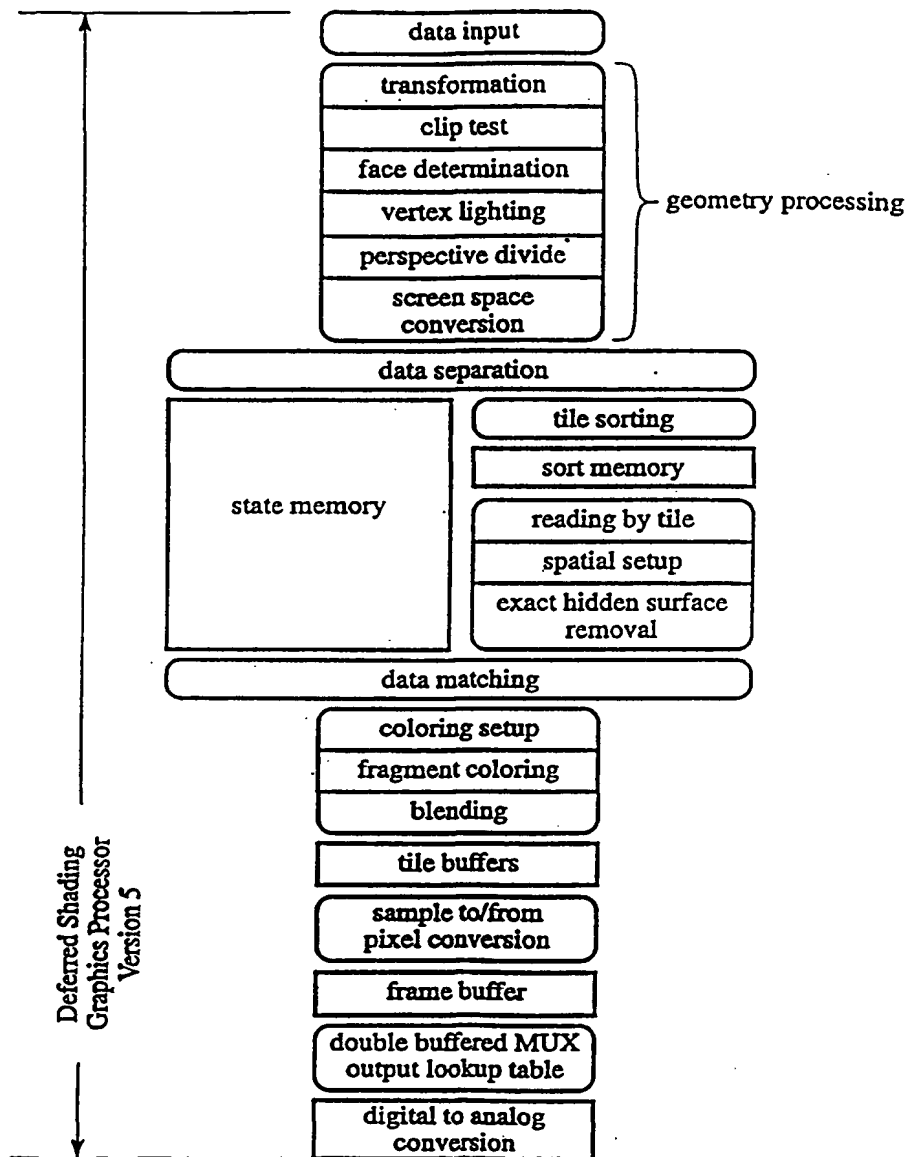 data input
transformation
clip test
face determination
vertex lighting
perspective divide
screen space
conversion
geometry processing
data separation
state memory
tile sorting
sort memory
reading by tile
spatial setup
exact hidden surface
removal
data matching
coloring setup
fragment coloring
blending
tile buffers
sample to/from
pixel conversion
frame buffer
double buffered MUX
output lookup table
digital to analog
conversion
Deferred Shading
Graphics Processor
Version 5